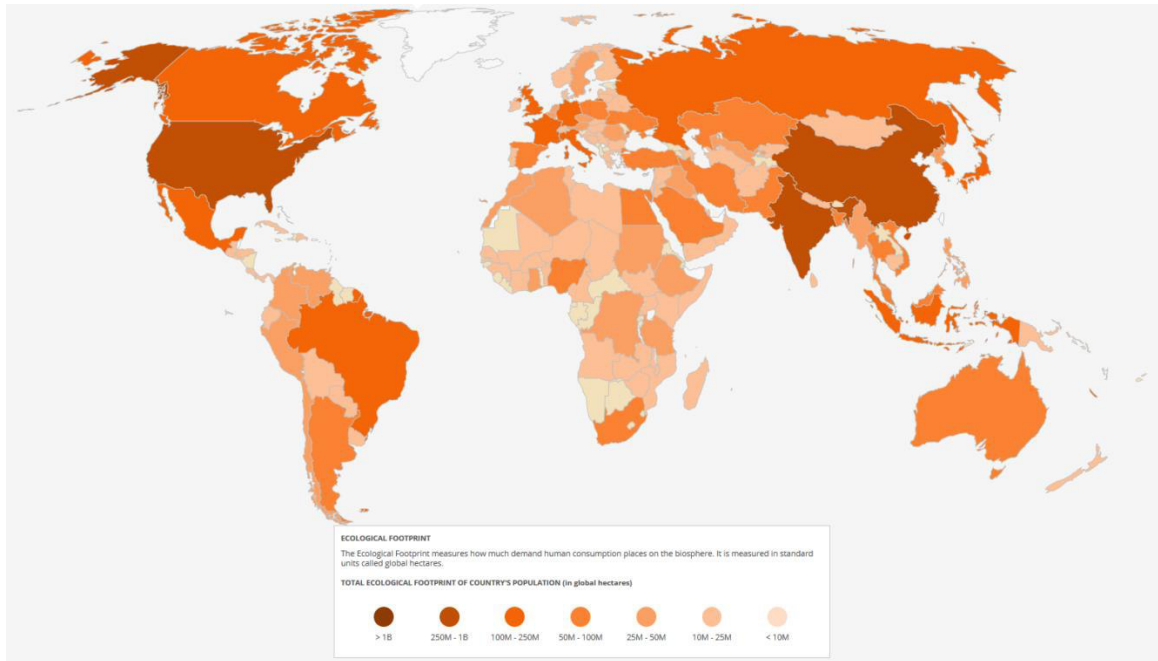 ECOLOGICAL FOOTPRINT
The Ecological Footprint measures how much demand human consumption places on the biosphere. It is measured in standard
units called global hectares.
TOTAL ECOLOGICAL FOOTPRINT OF COUNTRY'S POPULATION (in global hectares)
> 1B 250M - 1B 100M - 250M 50M - 100M 25M - 50M 10M - 25M < 10M